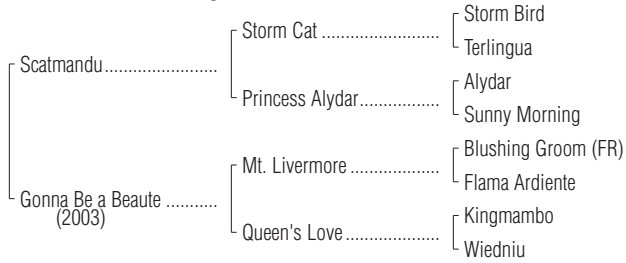 Storm Bird
Storm Cat ........................
Terlingua
Scatmandu.......................
Alydar
Princess Alydar................
Sunny Morning
Blushing Groom (FR)
Mt. Livermore ..................
Flama Ardiente
Gonna Be a Beaute ..........
(2003)
Kingmambo
Queen's Love...................
Wiedniu